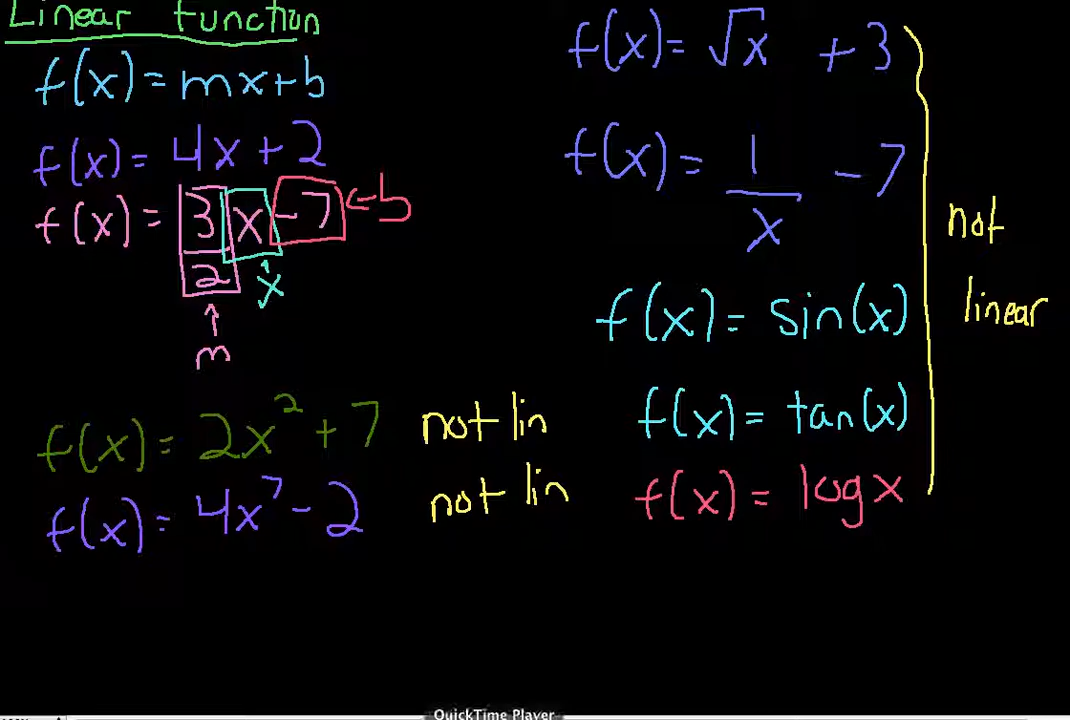 Linear function
f(x) = mx+b
f(x) = 4x + 2
f(x) = 3/2 x - 7 ← b
↑ x
↑
m
f(x) = 2x² + 7 not lin
f(x) = 4x⁷ - 2 not lin
f(x) = √x + 3
f(x) = 1/x - 7
f(x) = sin(x)
f(x) = tan(x)
f(x) = log x
not
linear
QuickTime Player